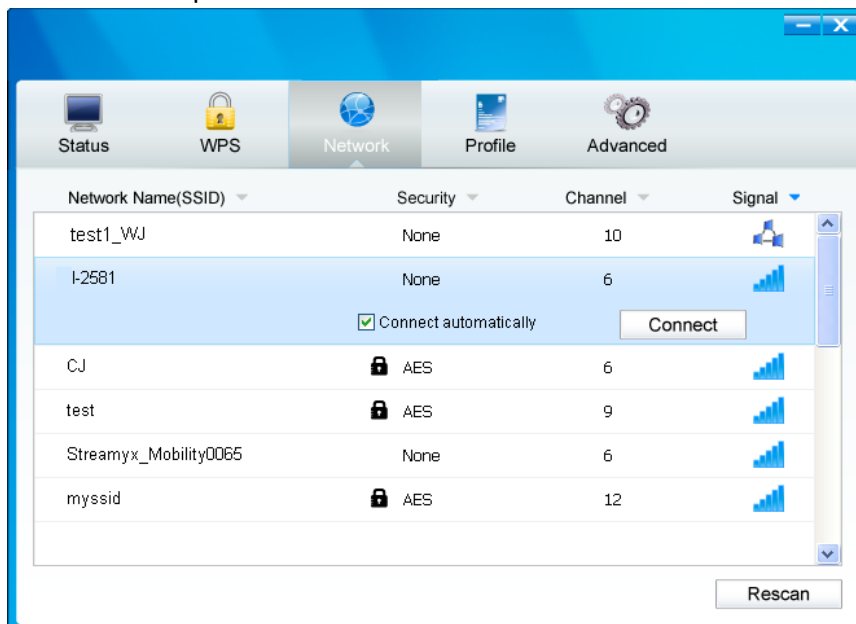 Status WPS Network Profile Advanced
Network Name(SSID) Security Channel Signal
test1_WJ None 10
I-2581 None 6
Connect automatically Connect
CJ AES 6
test AES 9
Streamyx_Mobility0065 None 6
myssid AES 12
Rescan